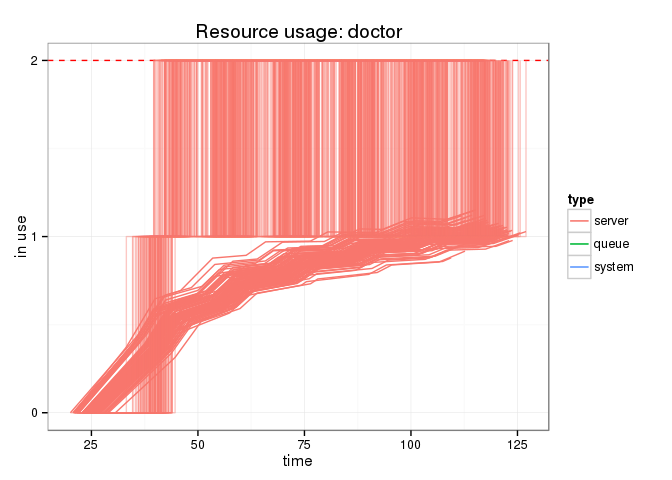 Resource usage: doctor
in use
2
1
0
25 50 75 100 125
time
type
server
queue
system